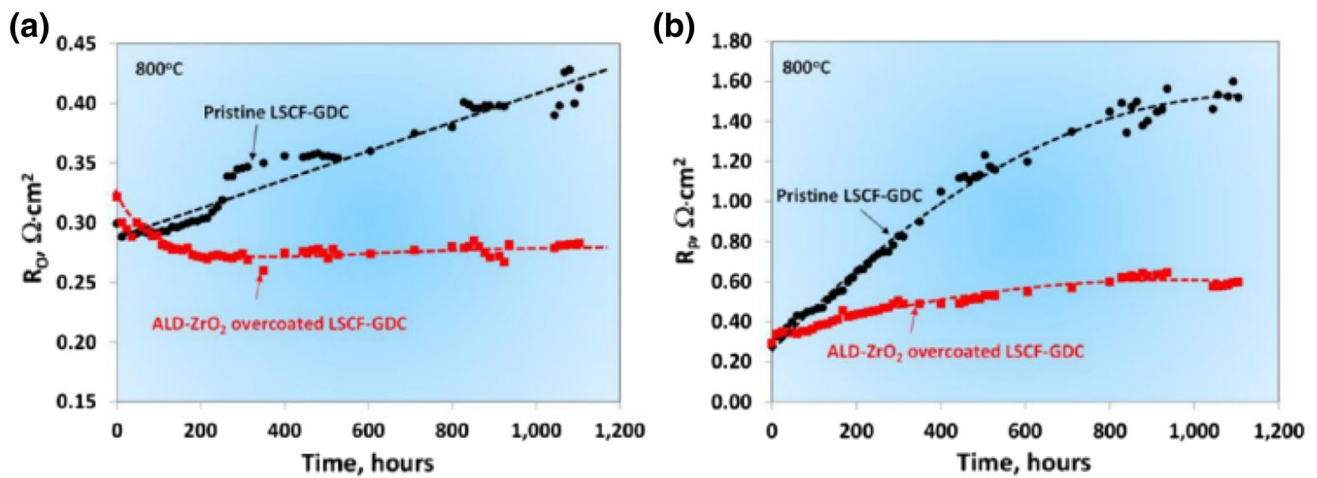 (a)
0.45
0.40
0.35
0.30
0.25
0.20
0.15
R_O, Ω·cm²
800°C
Pristine LSCF-GDC
ALD-ZrO₂ overcoated LSCF-GDC
0 200 400 600 800 1,000 1,200
Time, hours
(b)
1.80
1.60
1.40
1.20
1.00
0.80
0.60
0.40
0.20
0.00
R_p, Ω·cm²
800°C
Pristine LSCF-GDC
ALD-ZrO₂ overcoated LSCF-GDC
0 200 400 600 800 1,000 1,200
Time, hours